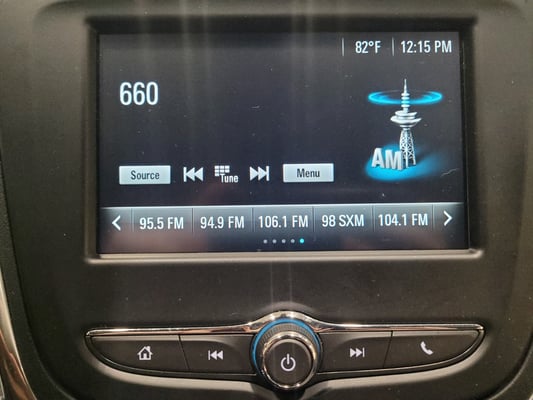 82°F 12:15 PM
660
AM
Source Tune Menu
95.5 FM 94.9 FM 106.1 FM 98 SXM 104.1 FM